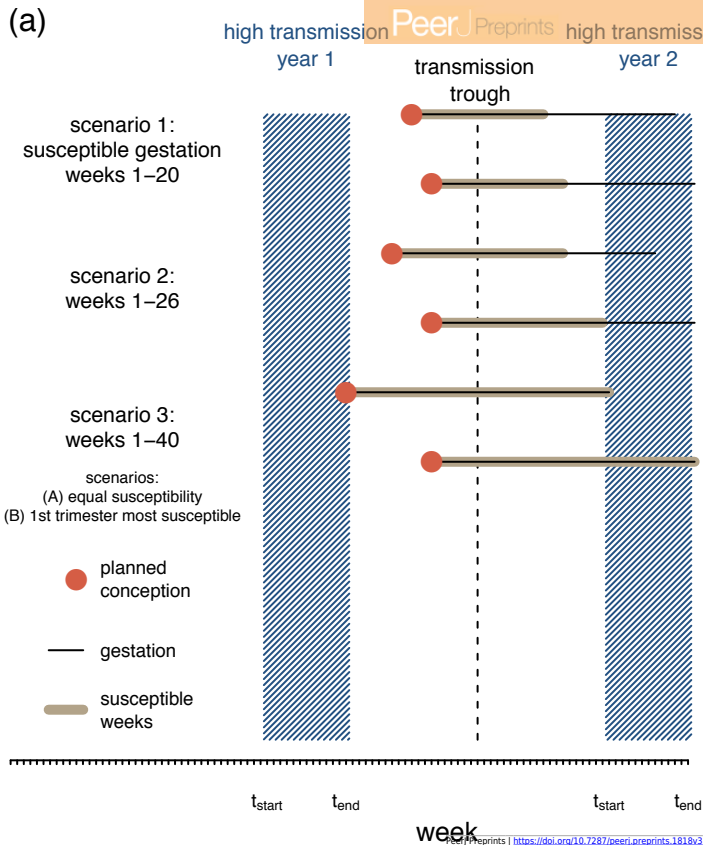 (a)
PeerJ Preprints
high transmission
year 1
high transmiss
year 2
transmission
trough
scenario 1:
susceptible gestation
weeks 1–20
scenario 2:
weeks 1–26
scenario 3:
weeks 1–40
scenarios:
(A) equal susceptibility
(B) 1st trimester most susceptible
planned
conception
gestation
susceptible
weeks
tstart
tend
tstart
tend
week
PeerJ Preprints | https://doi.org/10.7287/peerj.preprints.1818v3